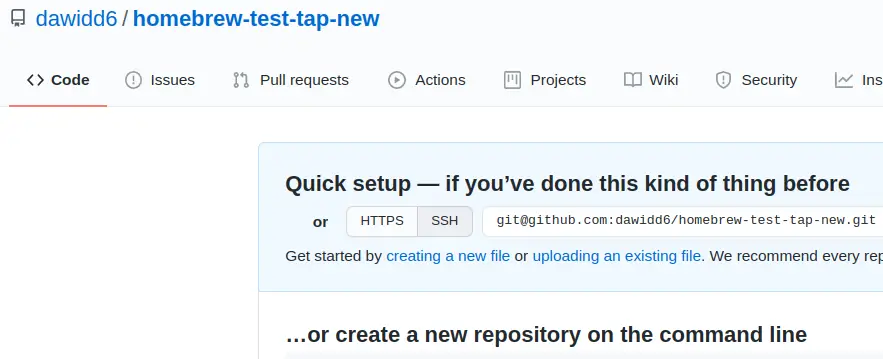 dawidd6/homebrew-test-tap-new
Code Issues Pull requests Actions Projects Wiki Security
Quick setup — if you’ve done this kind of thing before
or HTTPS SSH git@github.com:dawidd6/homebrew-test-tap-new.git
Get started by creating a new file or uploading an existing file. We recommend every
…or create a new repository on the command line